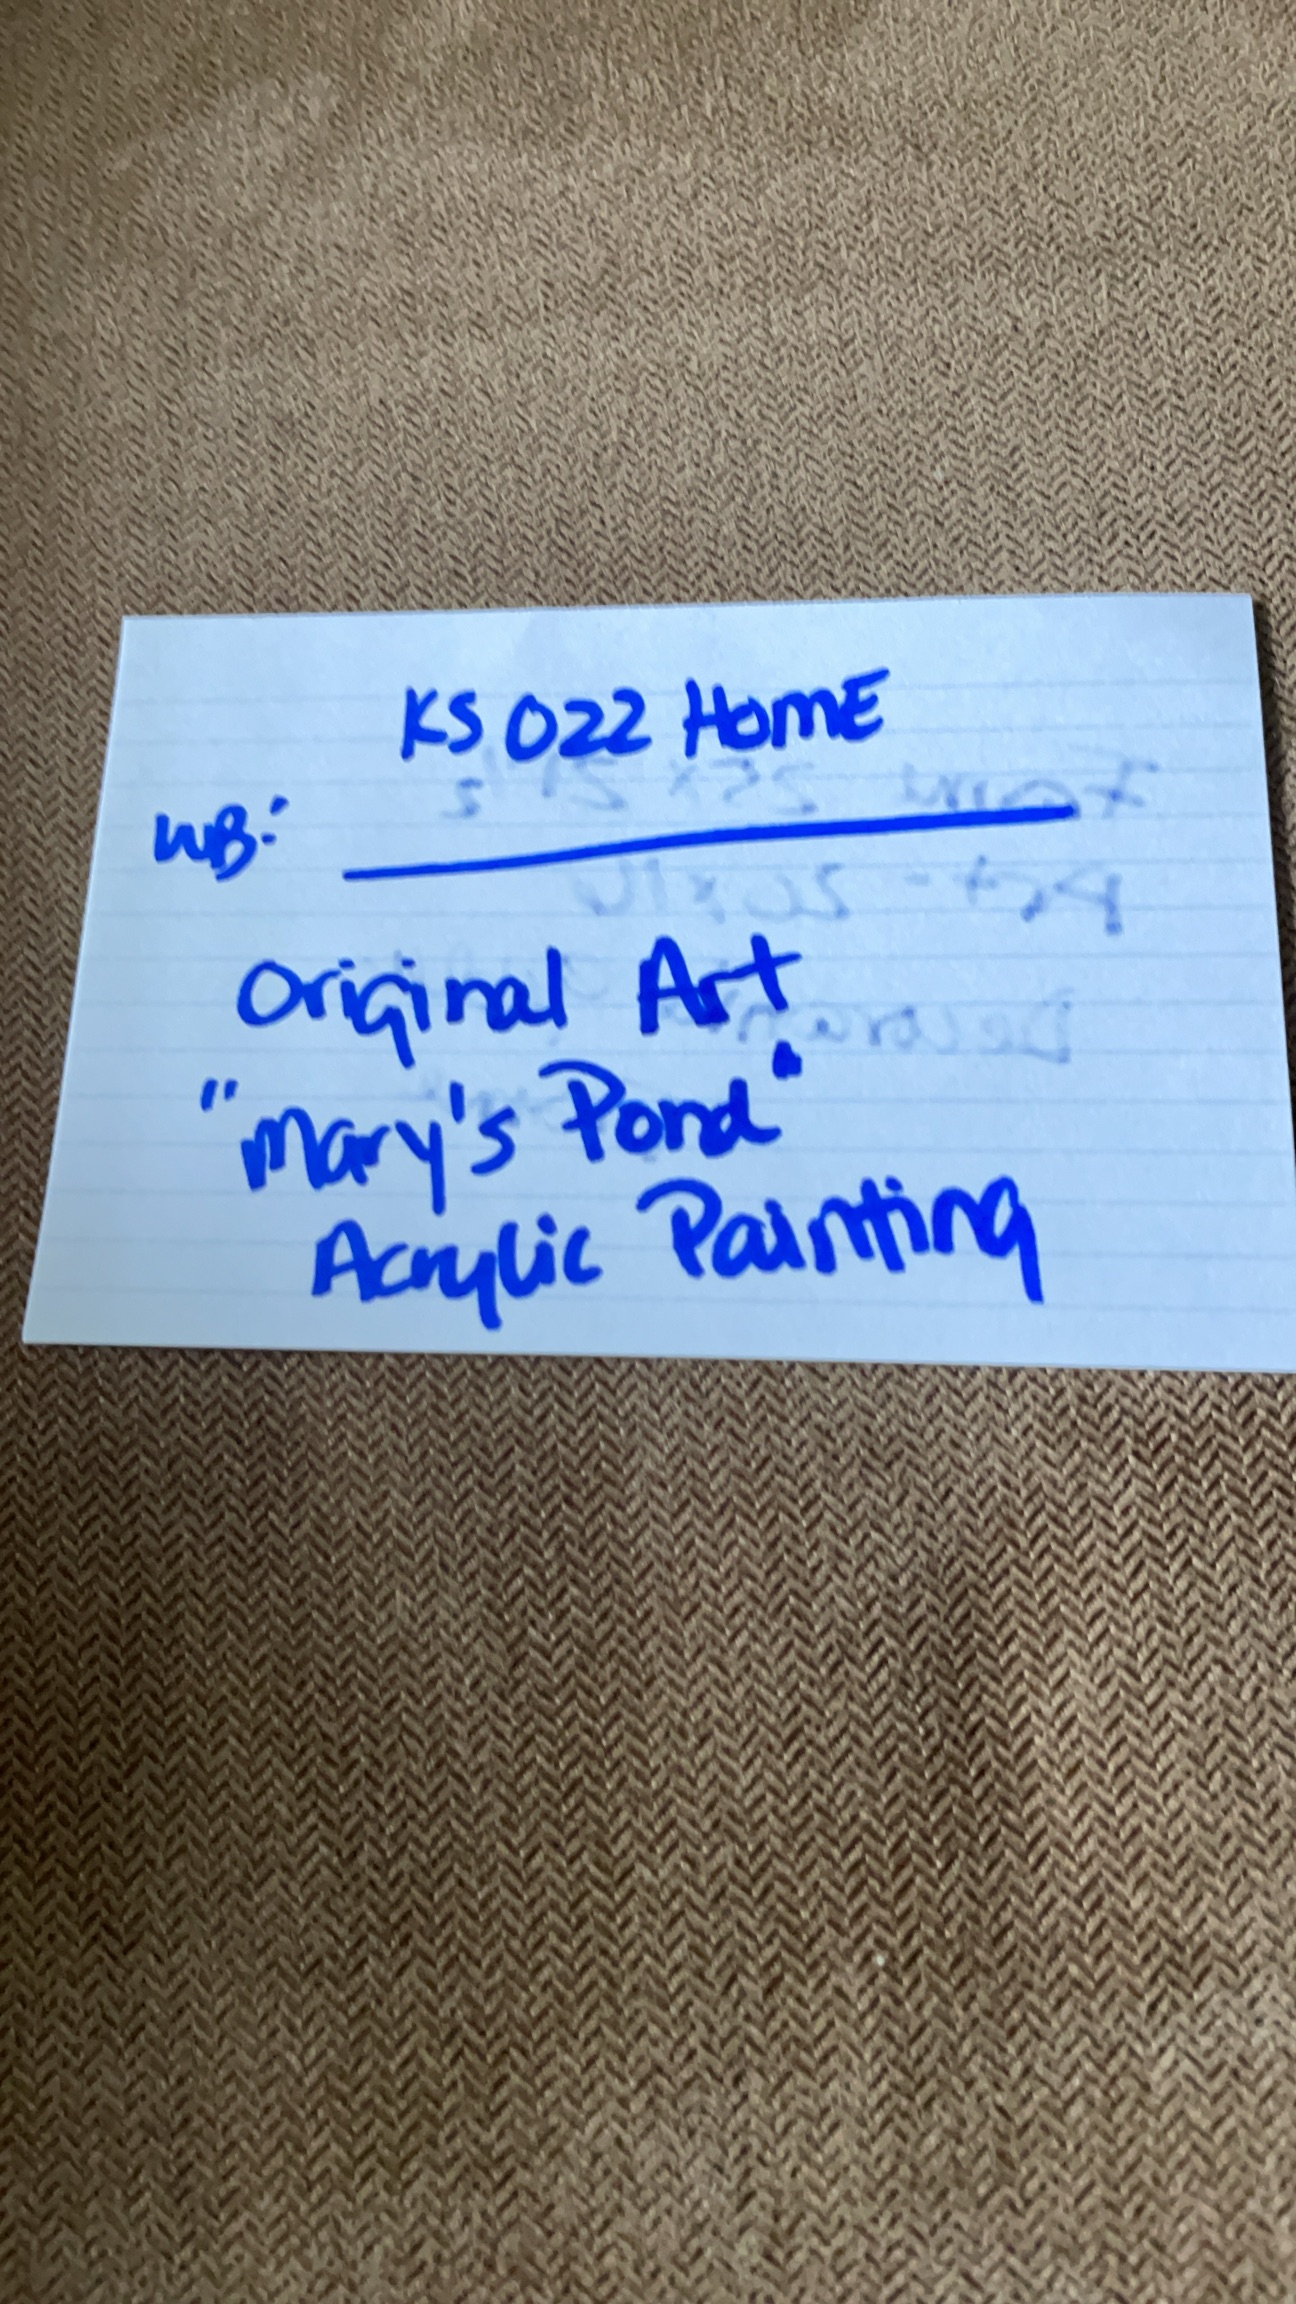 KS 022 HOME
WB:
Original Art
"Mary's Pond"
Acrylic Painting